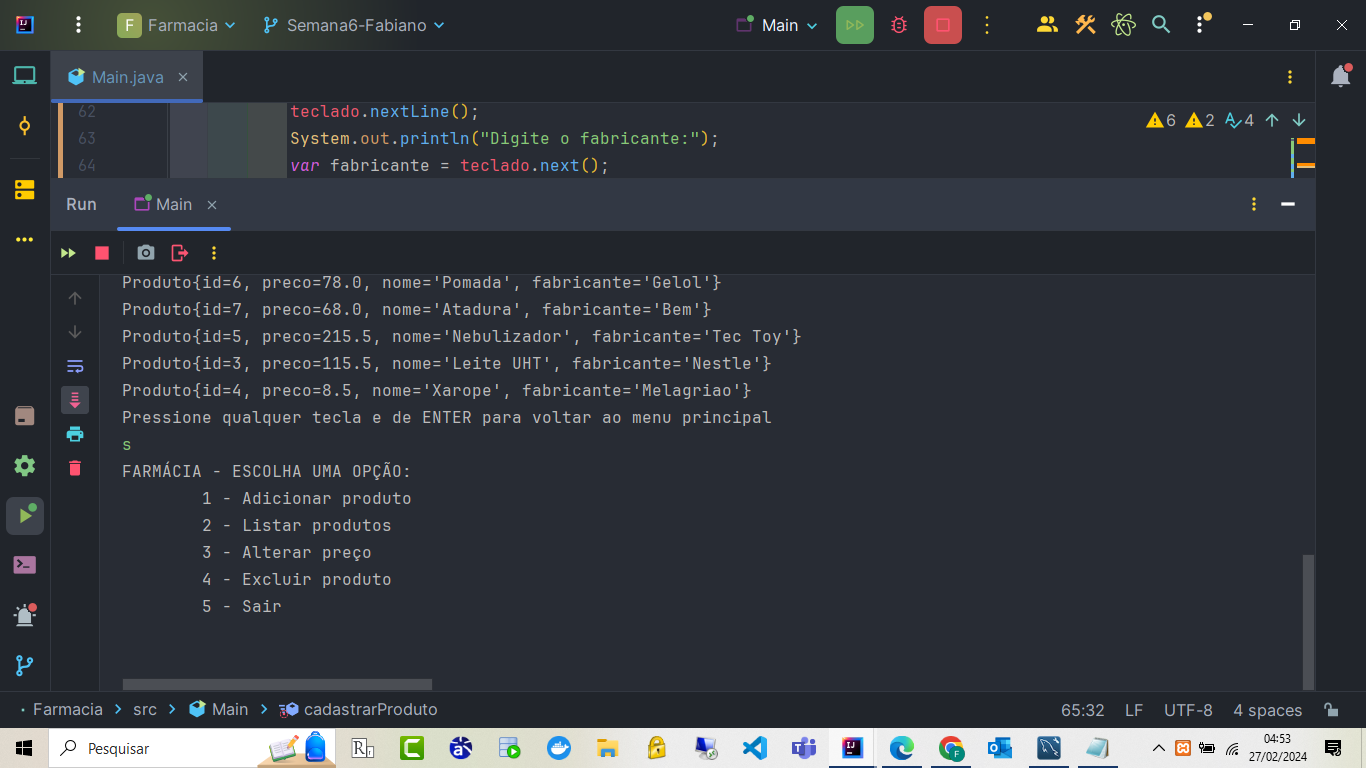 F Farmacia Semana6-Fabiano Main
Main.java
62 teclado.nextLine(); 6 2 4
63 System.out.println("Digite o fabricante:");
64 var fabricante = teclado.next();
Run Main
Produto{id=6, preco=78.0, nome='Pomada', fabricante='Gelol'}
Produto{id=7, preco=68.0, nome='Atadura', fabricante='Bem'}
Produto{id=5, preco=215.5, nome='Nebulizador', fabricante='Tec Toy'}
Produto{id=3, preco=115.5, nome='Leite UHT', fabricante='Nestle'}
Produto{id=4, preco=8.5, nome='Xarope', fabricante='Melagriao'}
Pressione qualquer tecla e de ENTER para voltar ao menu principal
s
FARMÁCIA - ESCOLHA UMA OPÇÃO:
1 - Adicionar produto
2 - Listar produtos
3 - Alterar preço
4 - Excluir produto
5 - Sair
Farmacia src Main cadastrarProduto 65:32 LF UTF-8 4 spaces
Pesquisar
04:53
27/02/2024